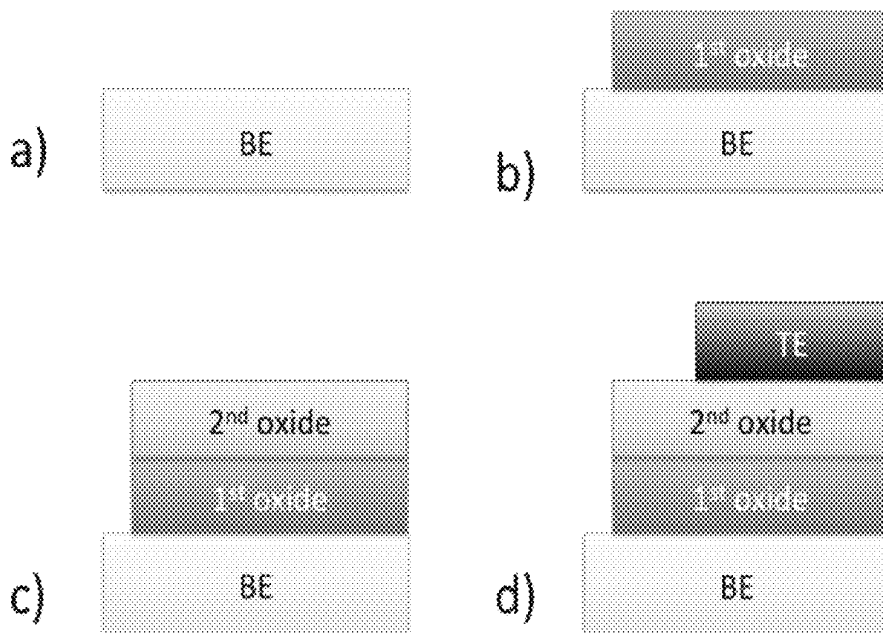 a)
BE
b)
1st oxide
BE
c)
2nd oxide
1st oxide
BE
d)
TE
2nd oxide
1st oxide
BE